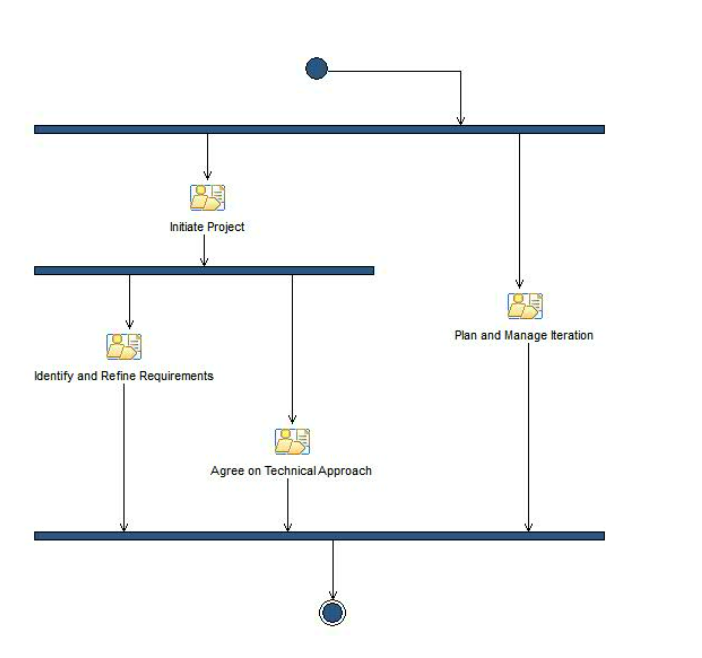 Initiate Project
Plan and Manage Iteration
Identify and Refine Requirements
Agree on Technical Approach